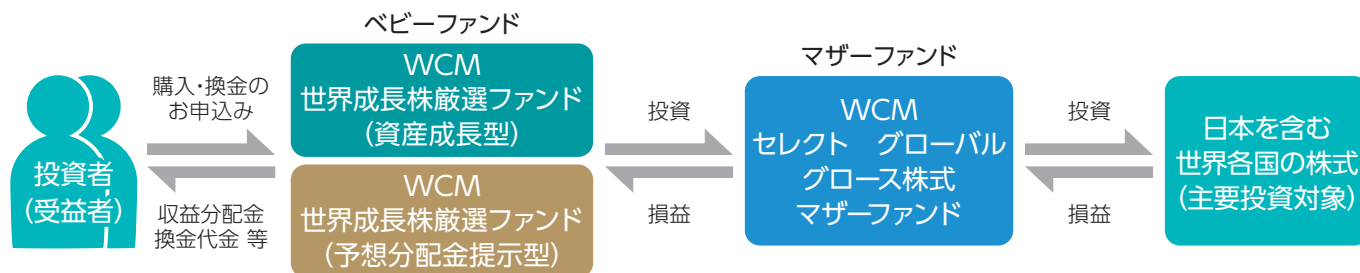 投資者
(受益者)
購入・換金の
お申込み
収益分配金
換金代金 等
ベビーファンド
WCM
世界成長株厳選ファンド
(資産成長型)
WCM
世界成長株厳選ファンド
(予想分配金提示型)
投資
損益
マザーファンド
WCM
セレクト　グローバル
グロース株式
マザーファンド
投資
損益
日本を含む
世界各国の株式
(主要投資対象)